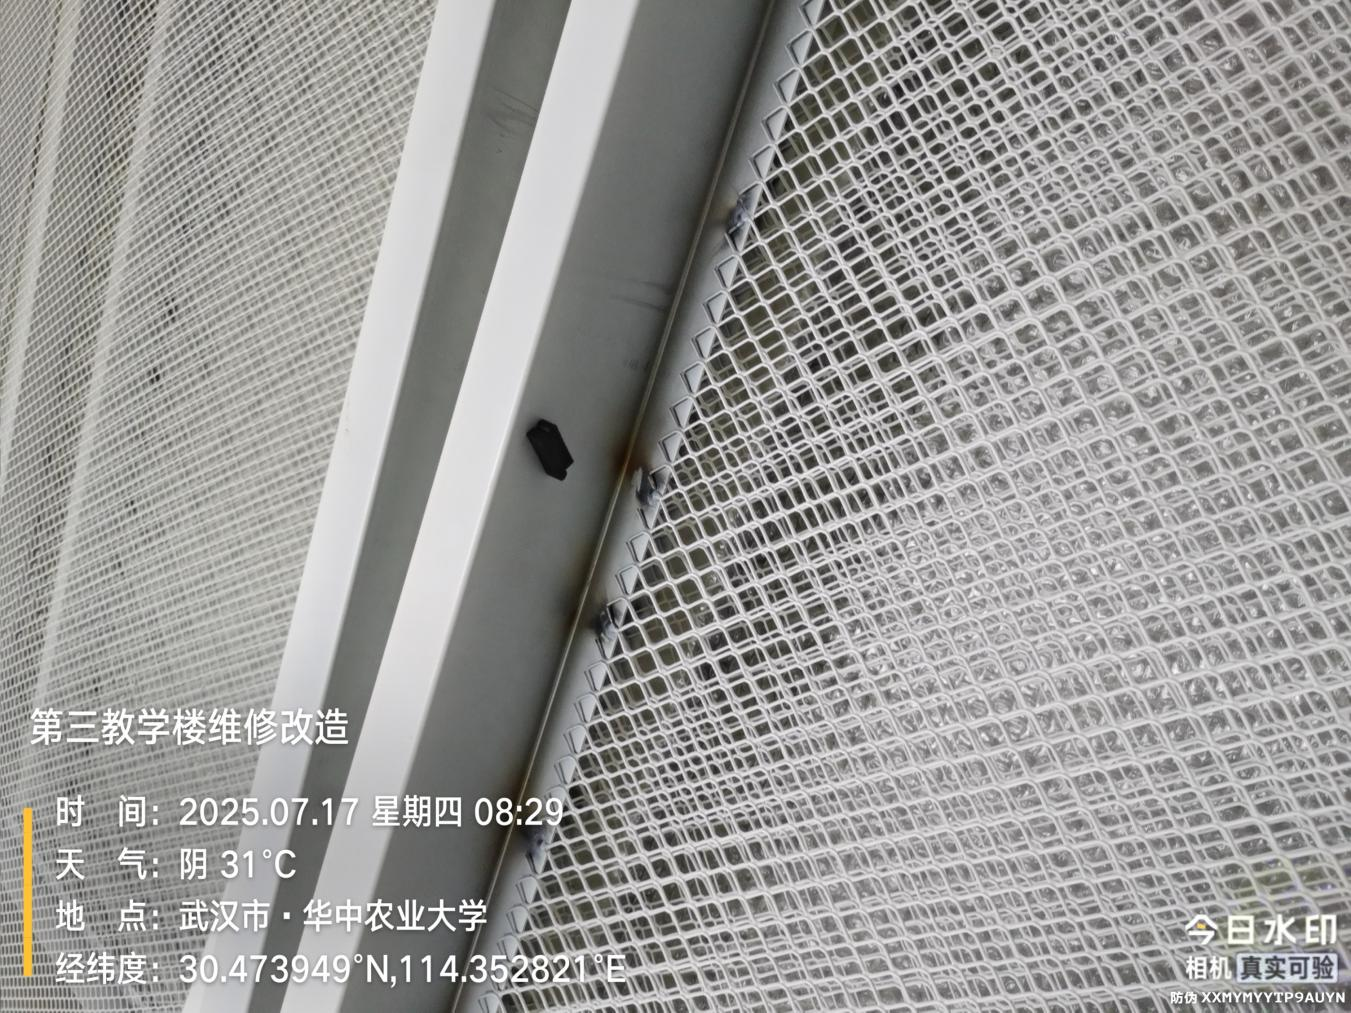 第三教学楼维修改造
时 间：2025.07.17 星期四 08:29
天 气：阴 31°C
地 点：武汉市·华中农业大学
经纬度：30.473949°N,114.352821°E
今日水印
相机 真实可验
防伪 XXMYMYYTP9AUYN